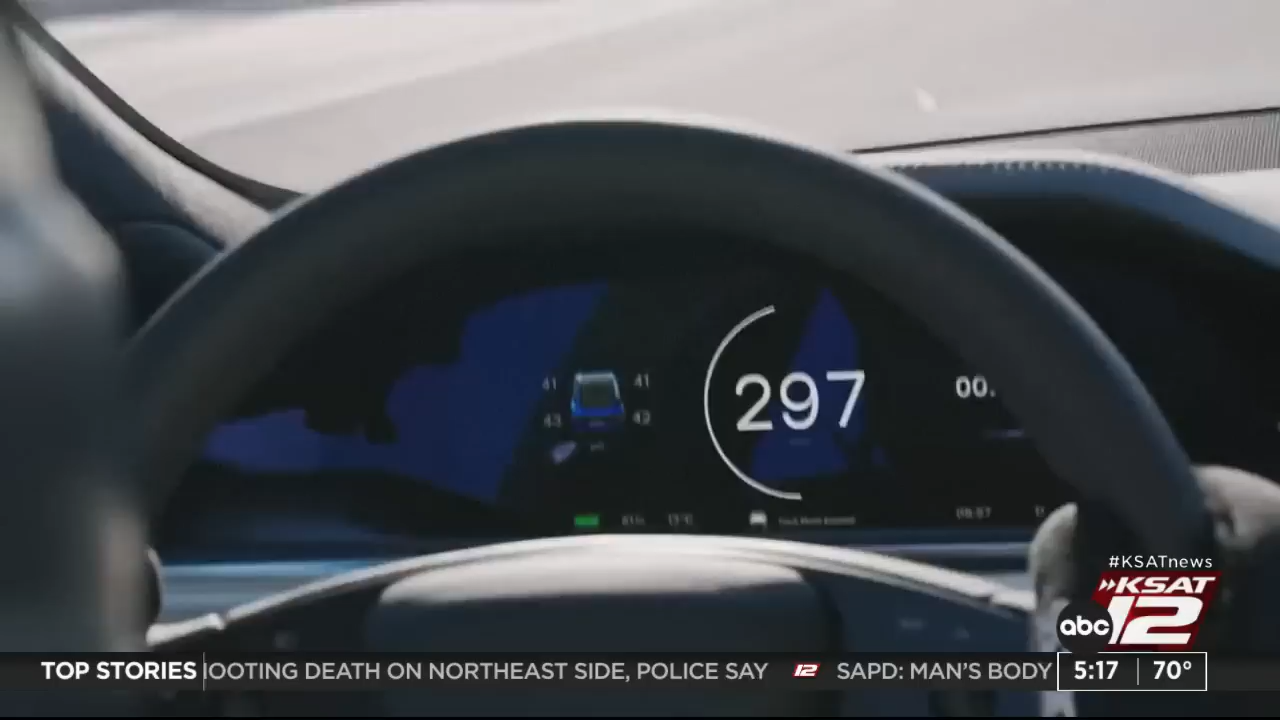 41 41
43 42
297
00.
#KSATnews
KSAT
abc 12
TOP STORIES HOOTING DEATH ON NORTHEAST SIDE, POLICE SAY 12 SAPD: MAN'S BODY 5:17 70°